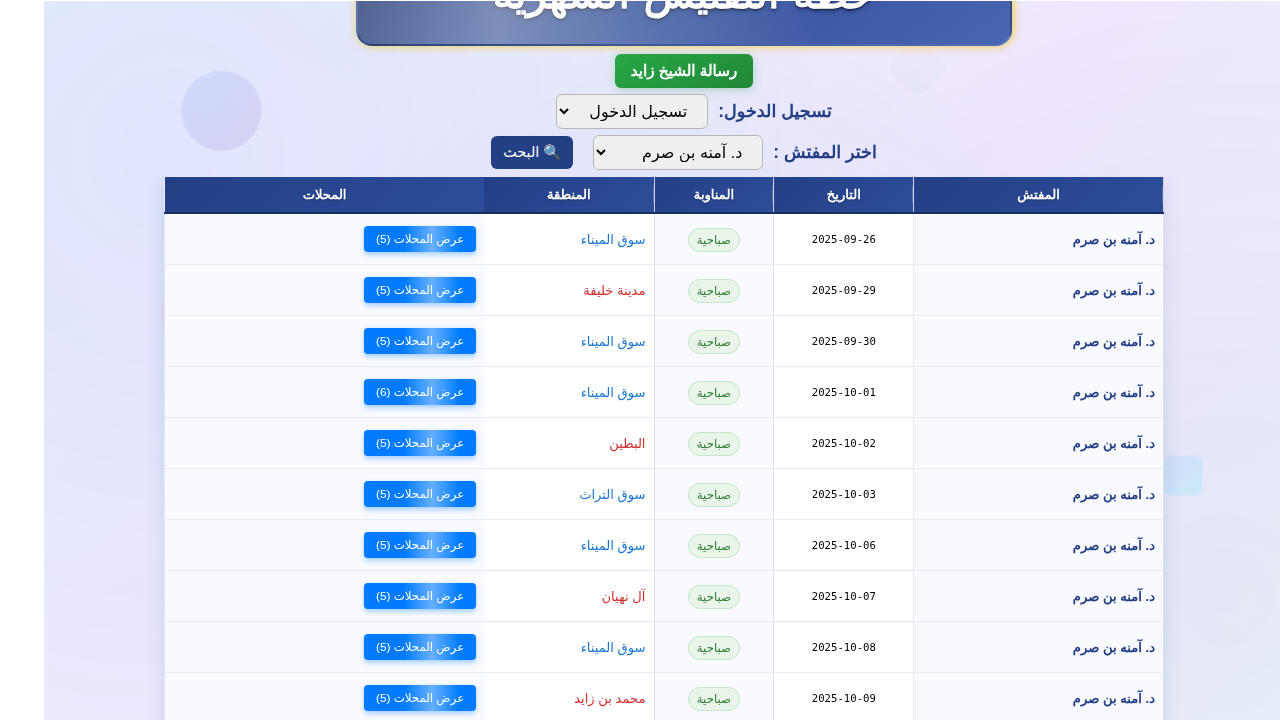 خطة التفتيش الشهرية
رسالة الشيخ زايد
تسجيل الدخول: تسجيل الدخول
اختر المفتش : د. آمنه بن صرم 🔍 البحث
المفتش التاريخ المناوبة المنطقة المحلات
د. آمنه بن صرم 2025-09-26 صباحية سوق الميناء عرض المحلات (5)
د. آمنه بن صرم 2025-09-29 صباحية مدينة خليفة عرض المحلات (5)
د. آمنه بن صرم 2025-09-30 صباحية سوق الميناء عرض المحلات (5)
د. آمنه بن صرم 2025-10-01 صباحية سوق الميناء عرض المحلات (6)
د. آمنه بن صرم 2025-10-02 صباحية البطين عرض المحلات (5)
د. آمنه بن صرم 2025-10-03 صباحية سوق التراث عرض المحلات (5)
د. آمنه بن صرم 2025-10-06 صباحية سوق الميناء عرض المحلات (5)
د. آمنه بن صرم 2025-10-07 صباحية آل نهيان عرض المحلات (5)
د. آمنه بن صرم 2025-10-08 صباحية سوق الميناء عرض المحلات (5)
د. آمنه بن صرم 2025-10-09 صباحية محمد بن زايد عرض المحلات (5)